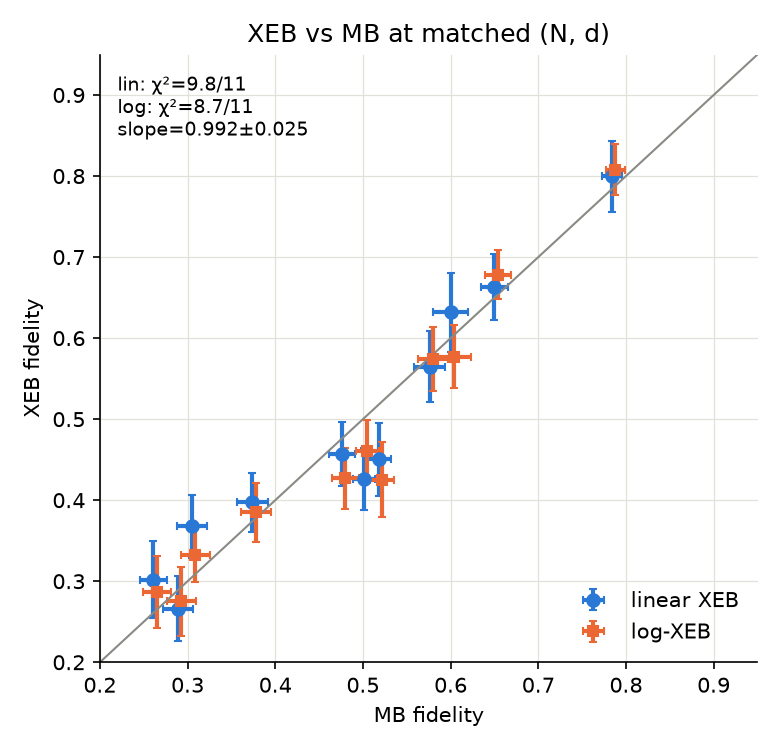 XEB vs MB at matched (N, d)
lin: χ²=9.8/11
log: χ²=8.7/11
slope=0.992±0.025
XEB fidelity
0.9
0.8
0.7
0.6
0.5
0.4
0.3
0.2
linear XEB
log-XEB
0.2 0.3 0.4 0.5 0.6 0.7 0.8 0.9
MB fidelity